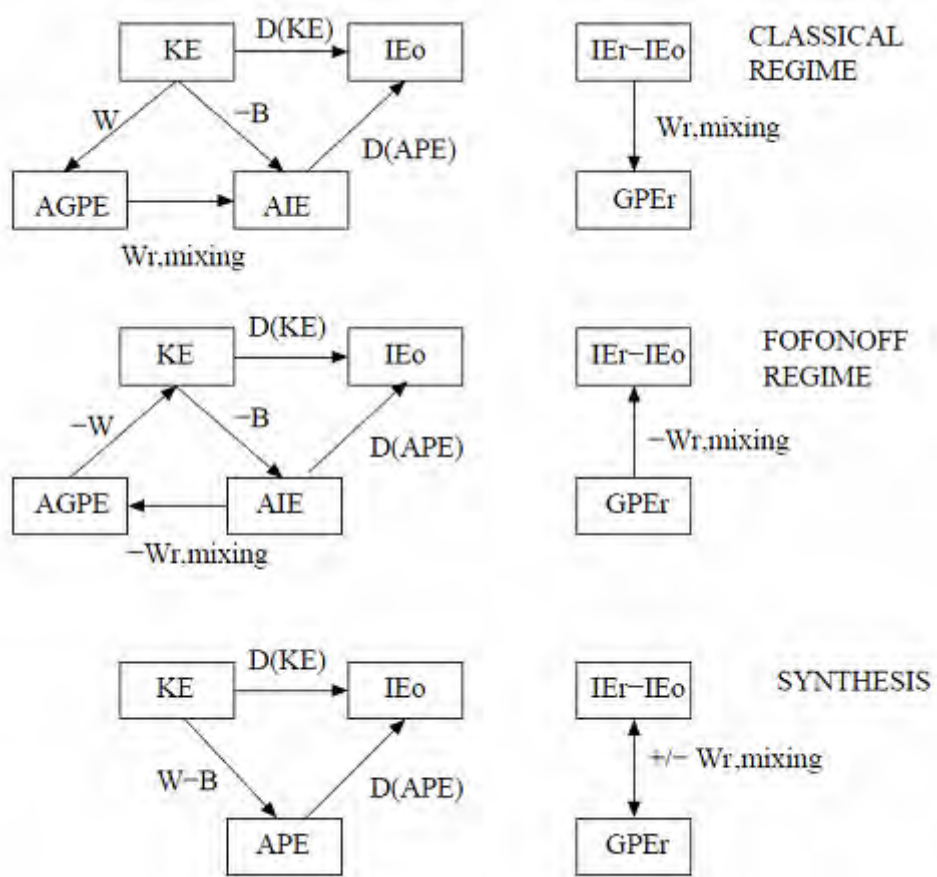 D(KE)
KE
IEo
IEr−IEo
CLASSICAL
REGIME
W
−B
D(APE)
Wr,mixing
AGPE
AIE
GPEr
Wr,mixing
D(KE)
KE
IEo
IEr−IEo
FOFONOFF
REGIME
−W
−B
D(APE)
−Wr,mixing
AGPE
AIE
GPEr
−Wr,mixing
D(KE)
KE
IEo
IEr−IEo
SYNTHESIS
W−B
D(APE)
+/− Wr,mixing
APE
GPEr